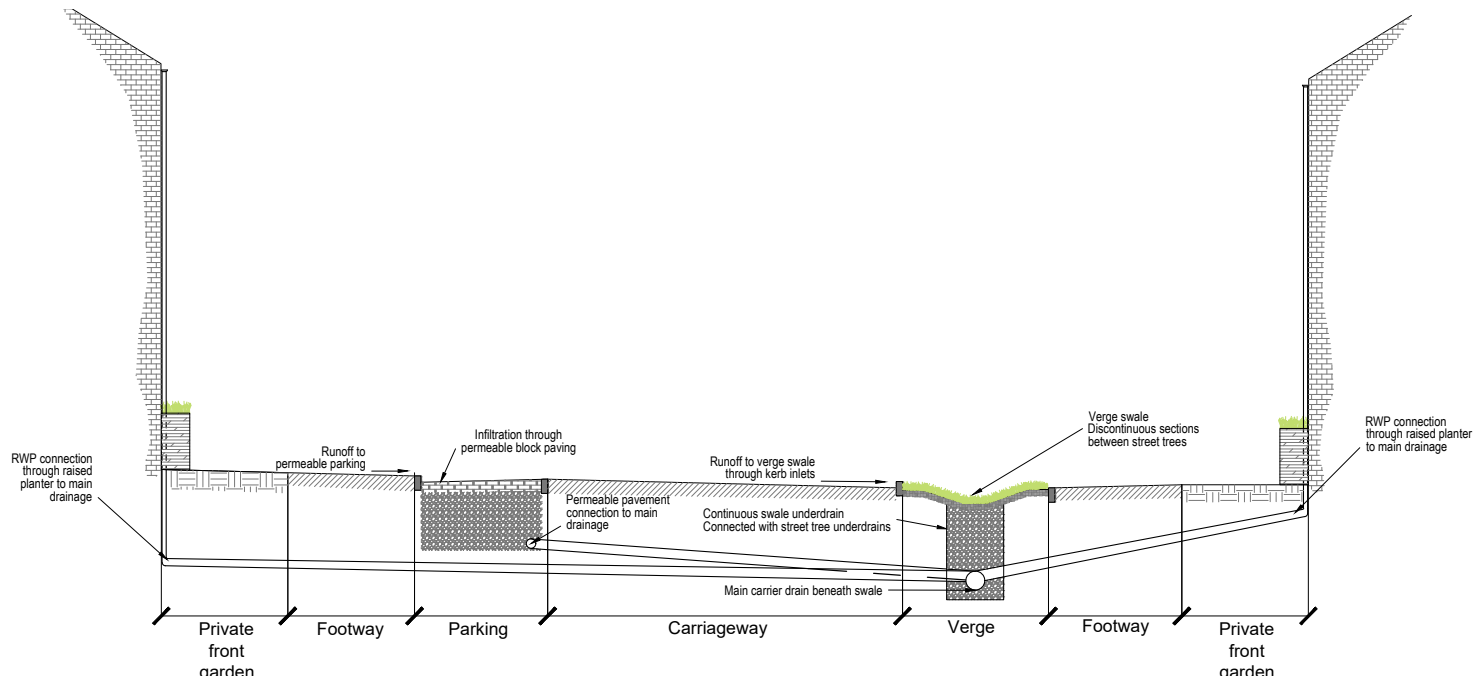 Verge swale
Discontinuous sections
between street trees
RWP connection
through raised planter
to main drainage
Infiltration through
permeable block paving
Runoff to
permeable parking
RWP connection
through raised
planter to main
drainage
Runoff to verge swale
through kerb inlets
Permeable pavement
connection to main
drainage
Continuous swale underdrain
Connected with street tree underdrains
Main carrier drain beneath swale
Private
front
garden
Footway
Parking
Carriageway
Verge
Footway
Private
front
garden